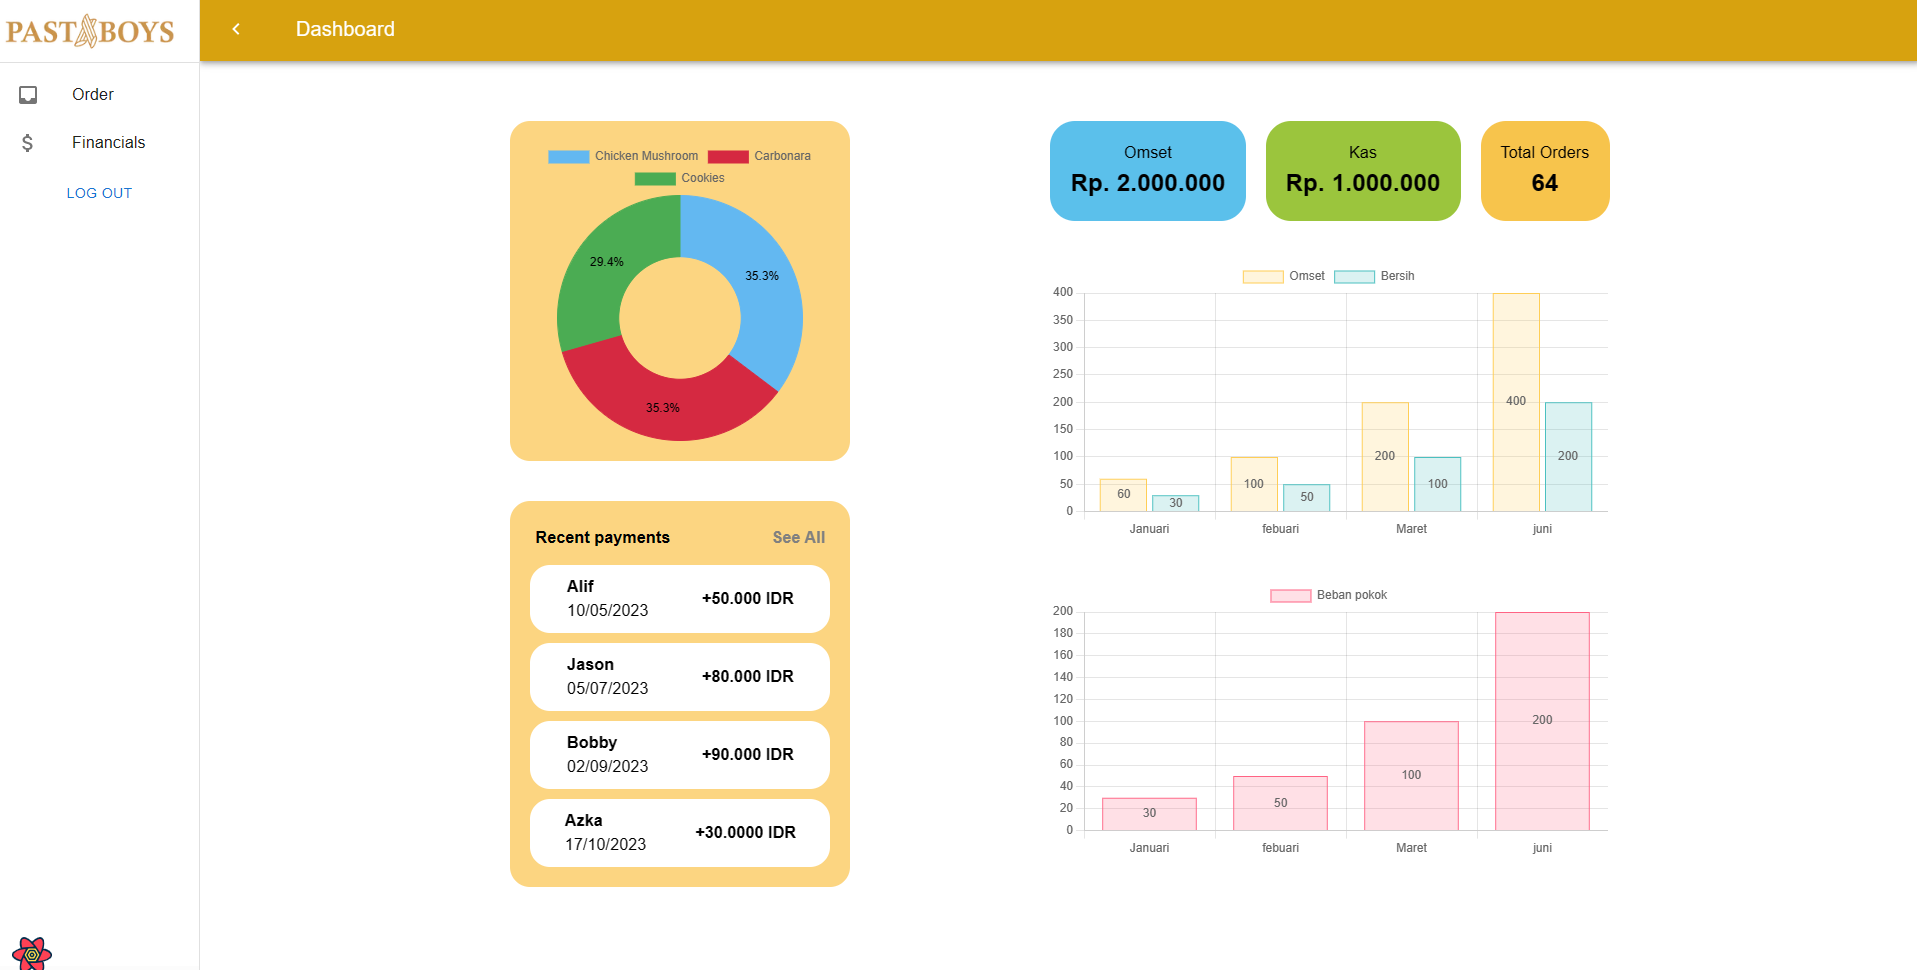 PASTABOYS
Dashboard
Order
Financials
LOG OUT
Chicken Mushroom Carbonara
Cookies
29.4%
35.3%
35.3%
Recent payments See All
Alif
10/05/2023
+50.000 IDR
Jason
05/07/2023
+80.000 IDR
Bobby
02/09/2023
+90.000 IDR
Azka
17/10/2023
+30.0000 IDR
Omset
Rp. 2.000.000
Kas
Rp. 1.000.000
Total Orders
64
Omset Bersih
400
350
300
250
200
150
100
50
0
60
30
100
50
200
100
400
200
Januari febuari Maret juni
Beban pokok
200
180
160
140
120
100
80
60
40
20
0
30
50
100
200
Januari febuari Maret juni